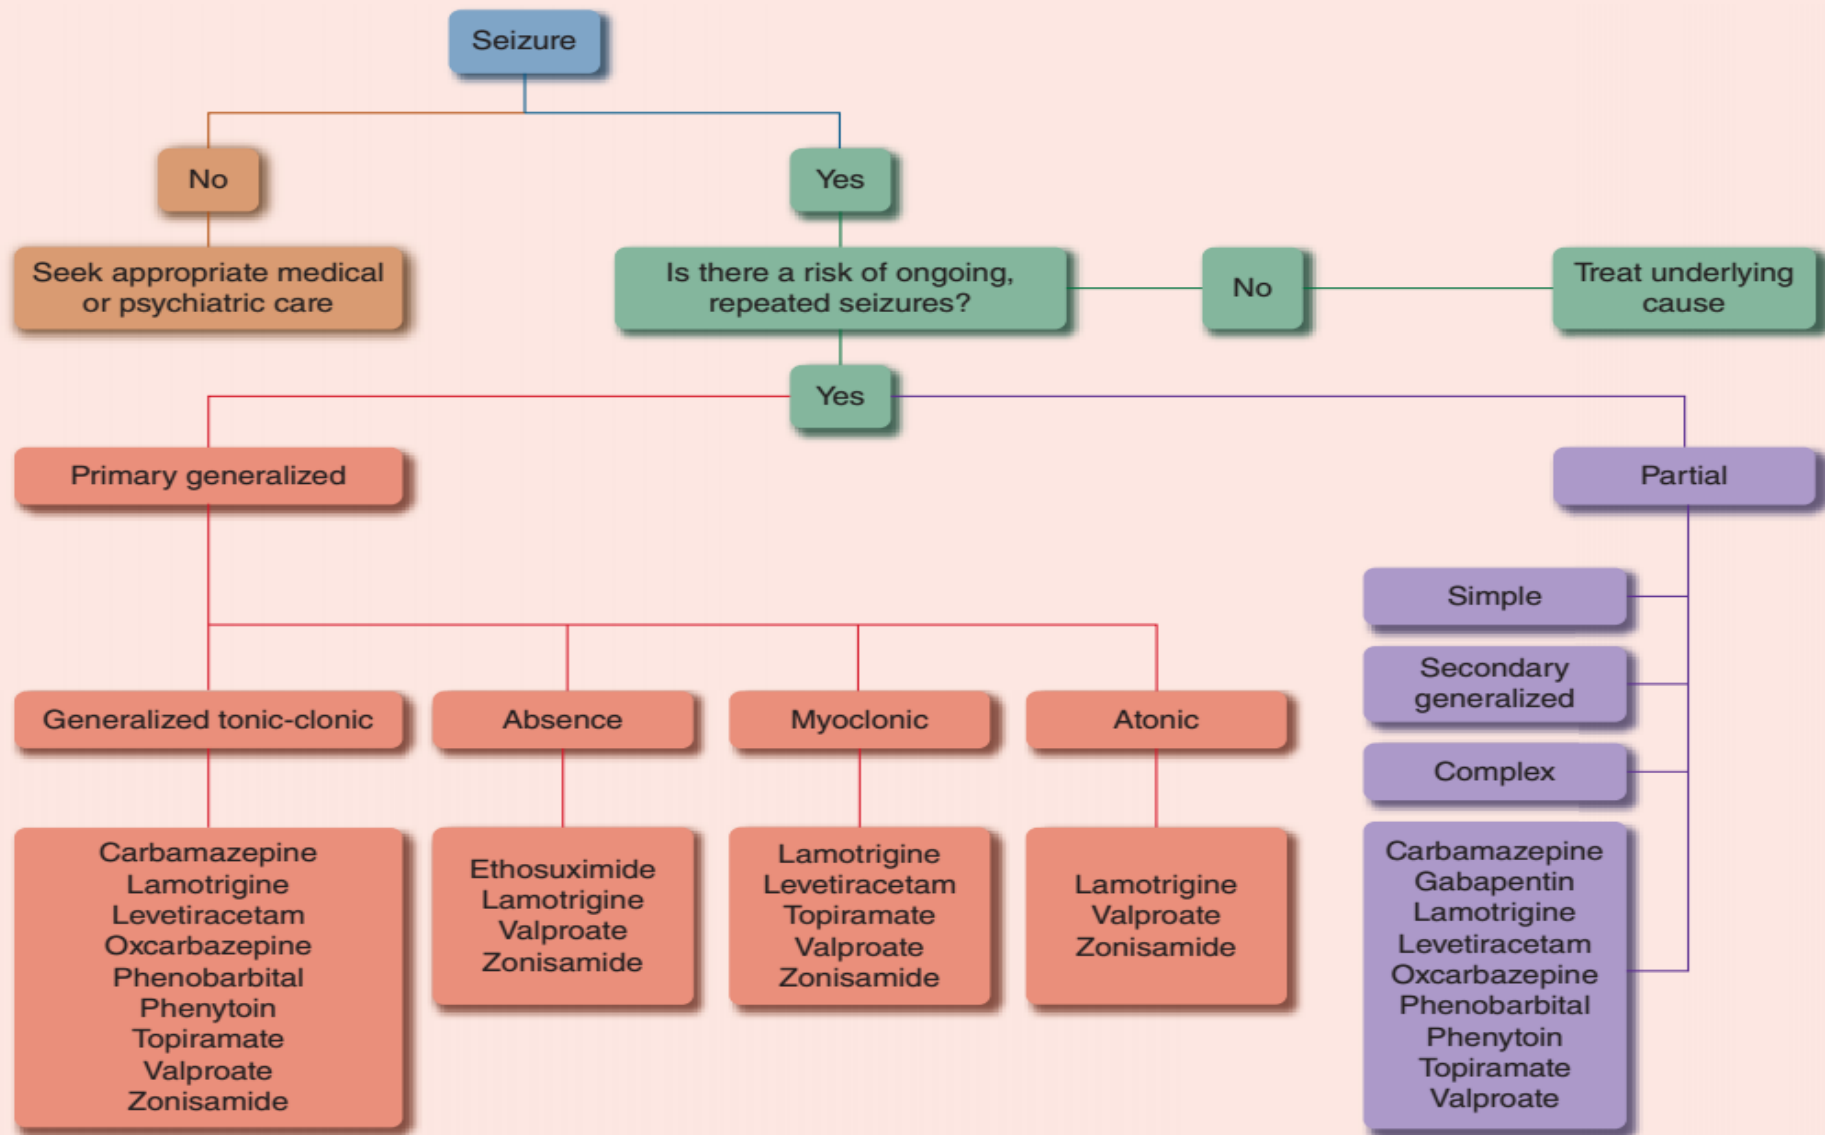 Seizure
No
Yes
Seek appropriate medical
or psychiatric care
Is there a risk of ongoing,
repeated seizures?
No
Treat underlying
cause
Yes
Primary generalized
Partial
Simple
Secondary
generalized
Complex
Generalized tonic-clonic
Absence
Myoclonic
Atonic
Carbamazepine
Lamotrigine
Levetiracetam
Oxcarbazepine
Phenobarbital
Phenytoin
Topiramate
Valproate
Zonisamide
Ethosuximide
Lamotrigine
Valproate
Zonisamide
Lamotrigine
Levetiracetam
Topiramate
Valproate
Zonisamide
Lamotrigine
Valproate
Zonisamide
Carbamazepine
Gabapentin
Lamotrigine
Levetiracetam
Oxcarbazepine
Phenobarbital
Phenytoin
Topiramate
Valproate